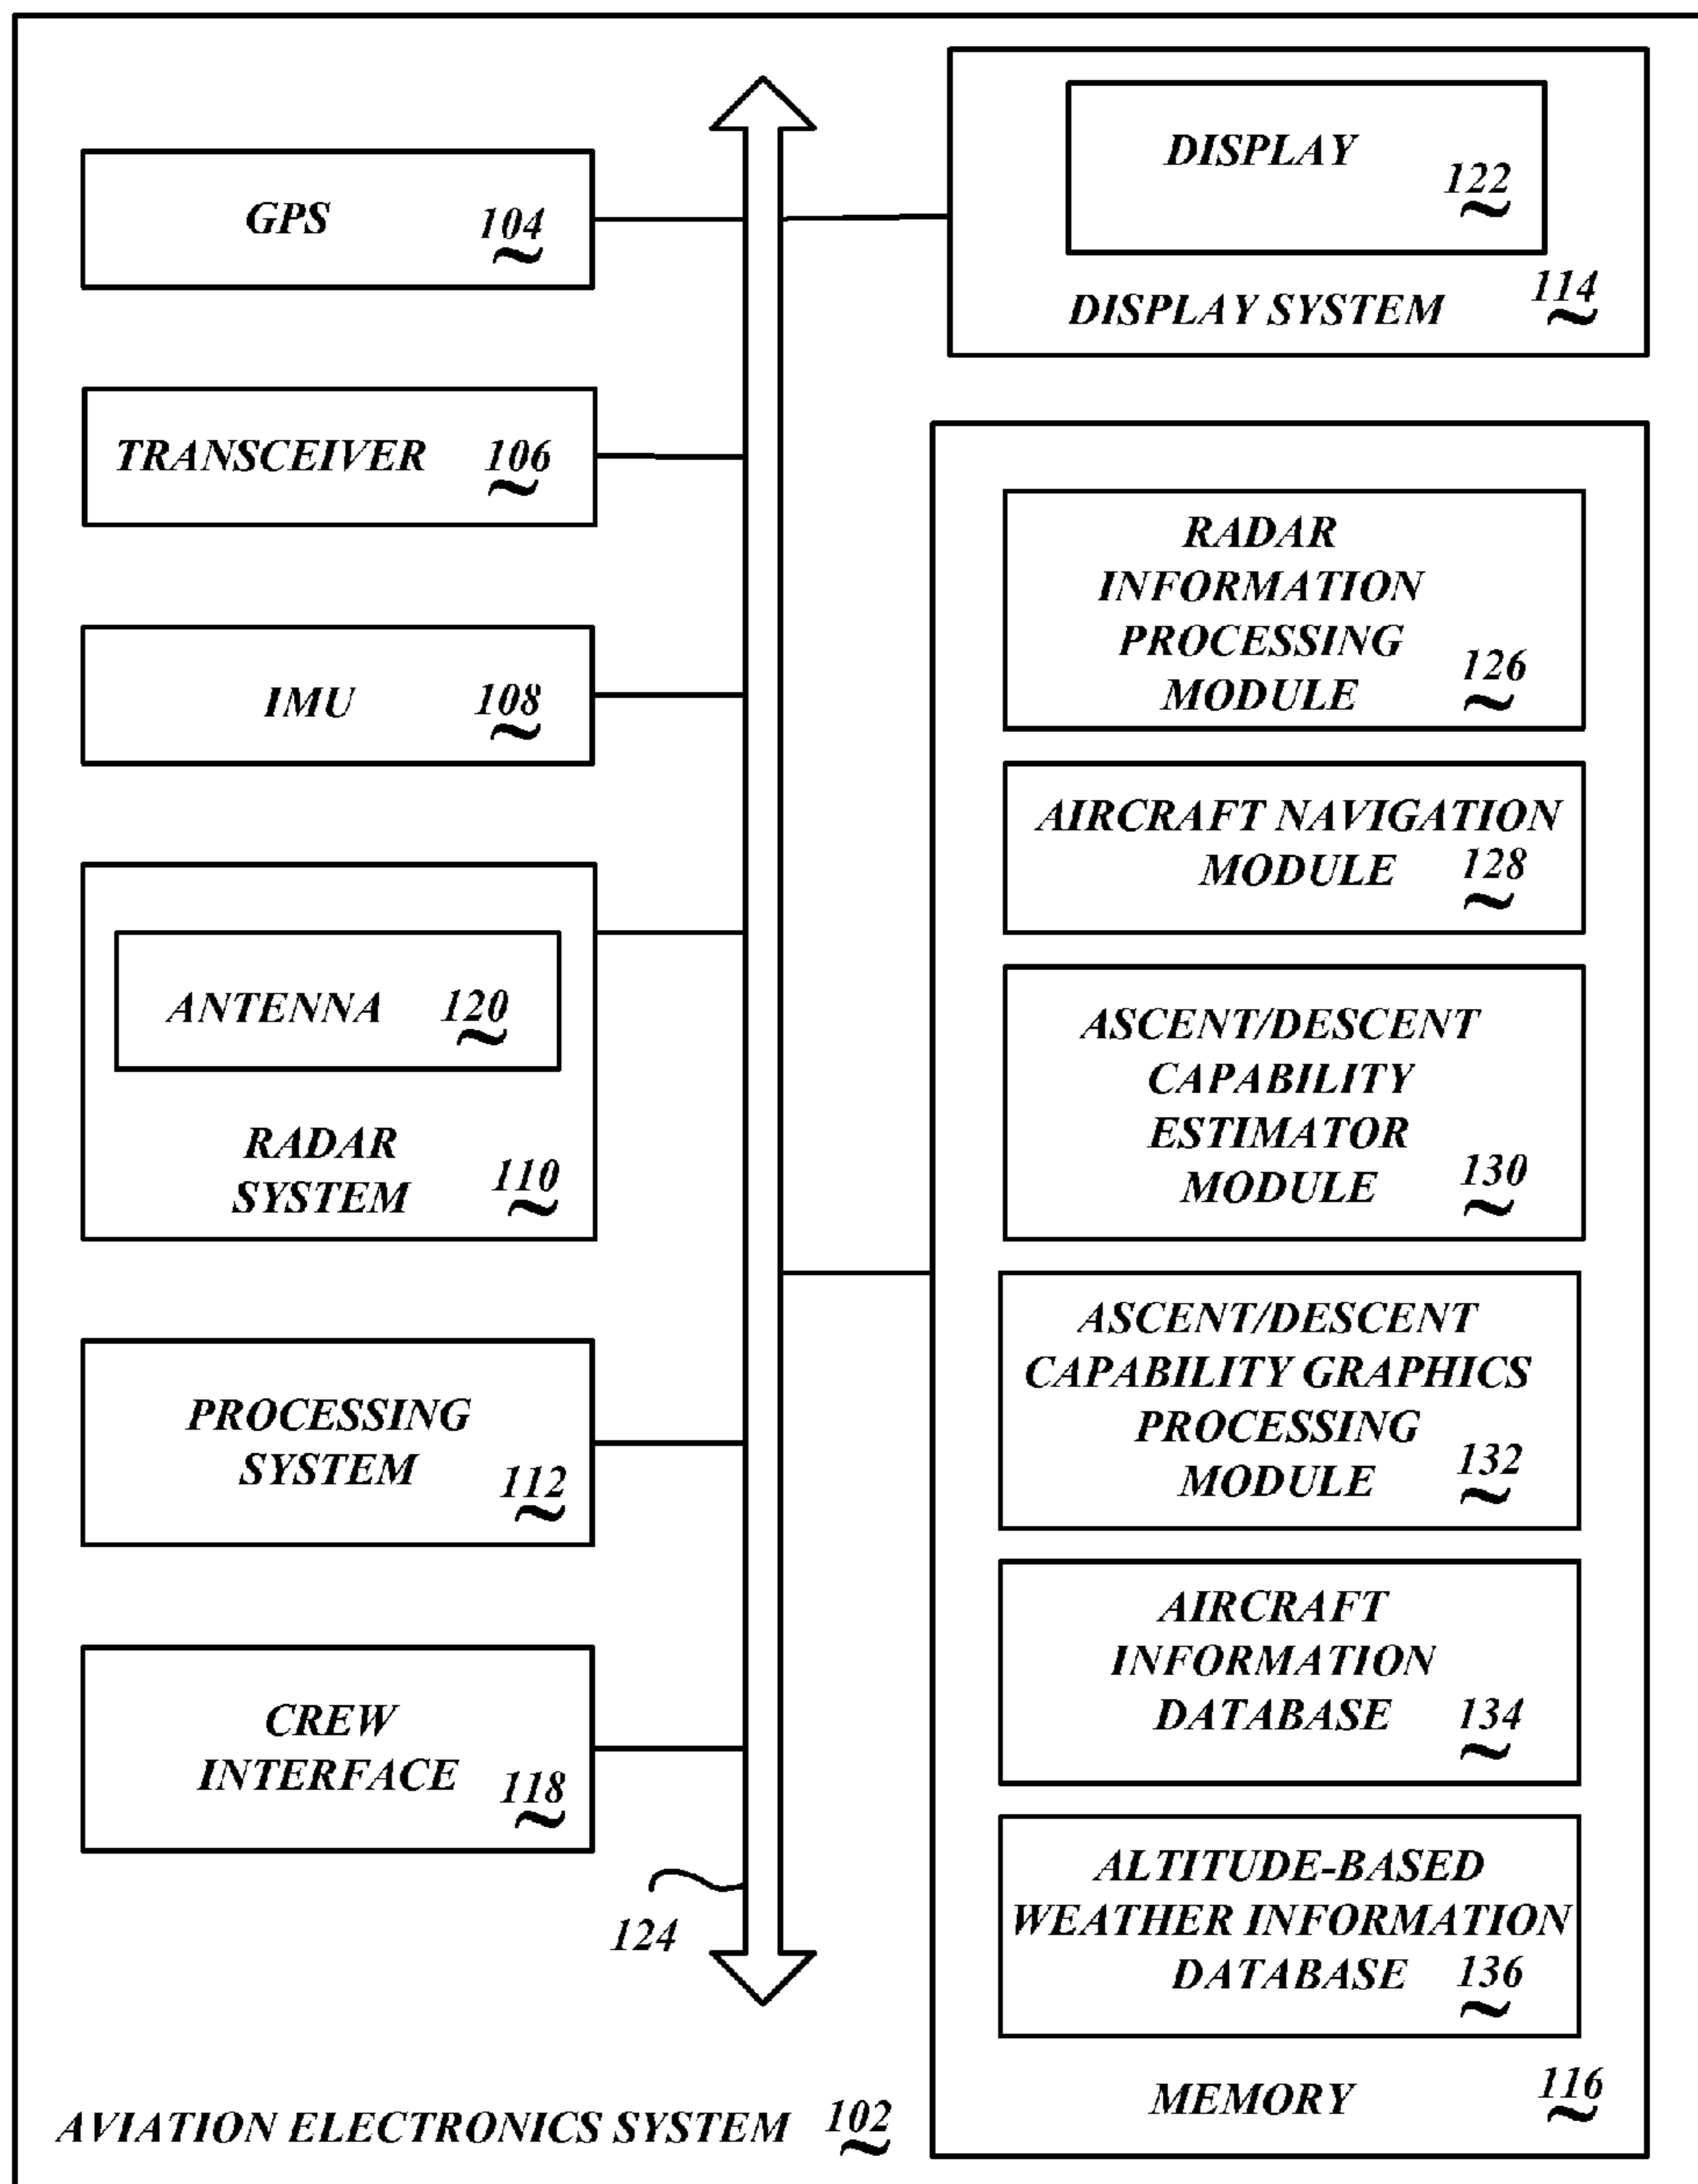 GPS 104
TRANSCEIVER 106
IMU 108
ANTENNA 120
RADAR
SYSTEM 110
PROCESSING
SYSTEM 112
CREW
INTERFACE 118
124
AVIATION ELECTRONICS SYSTEM 102
DISPLAY
122
DISPLAY SYSTEM 114
RADAR
INFORMATION
PROCESSING
MODULE 126
AIRCRAFT NAVIGATION
MODULE 128
ASCENT/DESCENT
CAPABILITY
ESTIMATOR
MODULE 130
ASCENT/DESCENT
CAPABILITY GRAPHICS
PROCESSING
MODULE 132
AIRCRAFT
INFORMATION
DATABASE 134
ALTITUDE-BASED
WEATHER INFORMATION
DATABASE 136
MEMORY 116